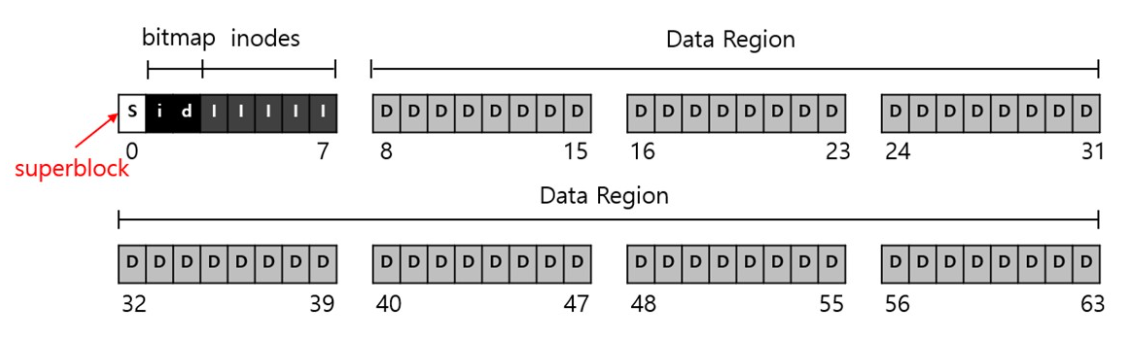 bitmap inodes Data Region
S i d I I I I I D D D D D D D D D D D D D D D D D D D D D D D D
0 7 8 15 16 23 24 31
superblock
Data Region
D D D D D D D D D D D D D D D D D D D D D D D D D D D D D D D D
32 39 40 47 48 55 56 63